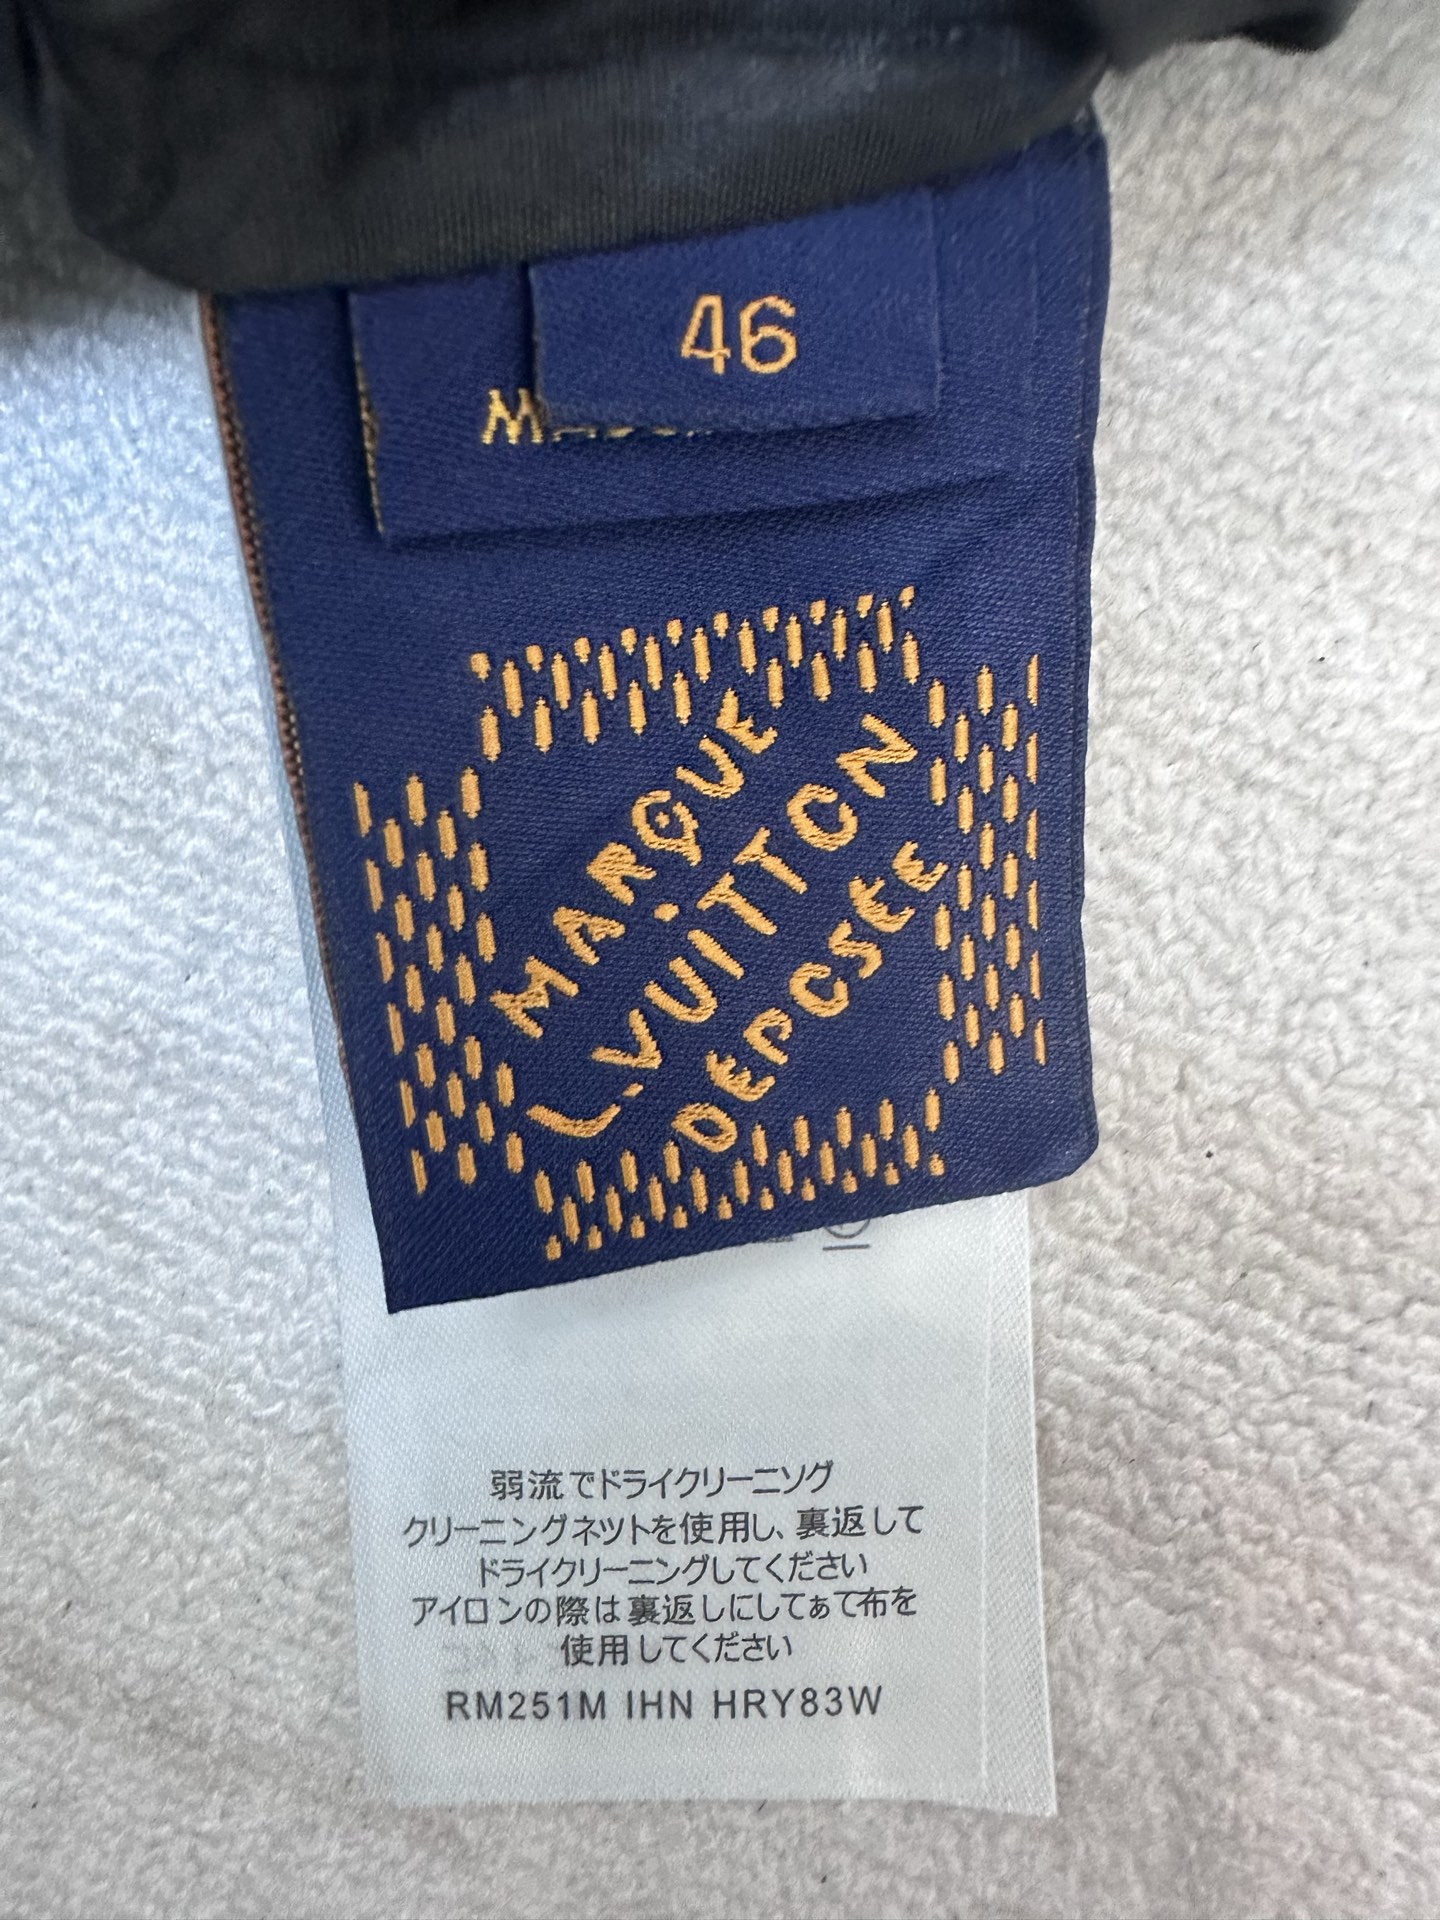 46
MARQUE
L.VUITTON
DEPCSEE
弱流でドライクリーニソグ
クリーニングネツトを使用し、裏返して
ドライクリーニングしてください
アイロンの際は裏返しにしてぁて布を
使用してください
RM251M IHN HRY83W